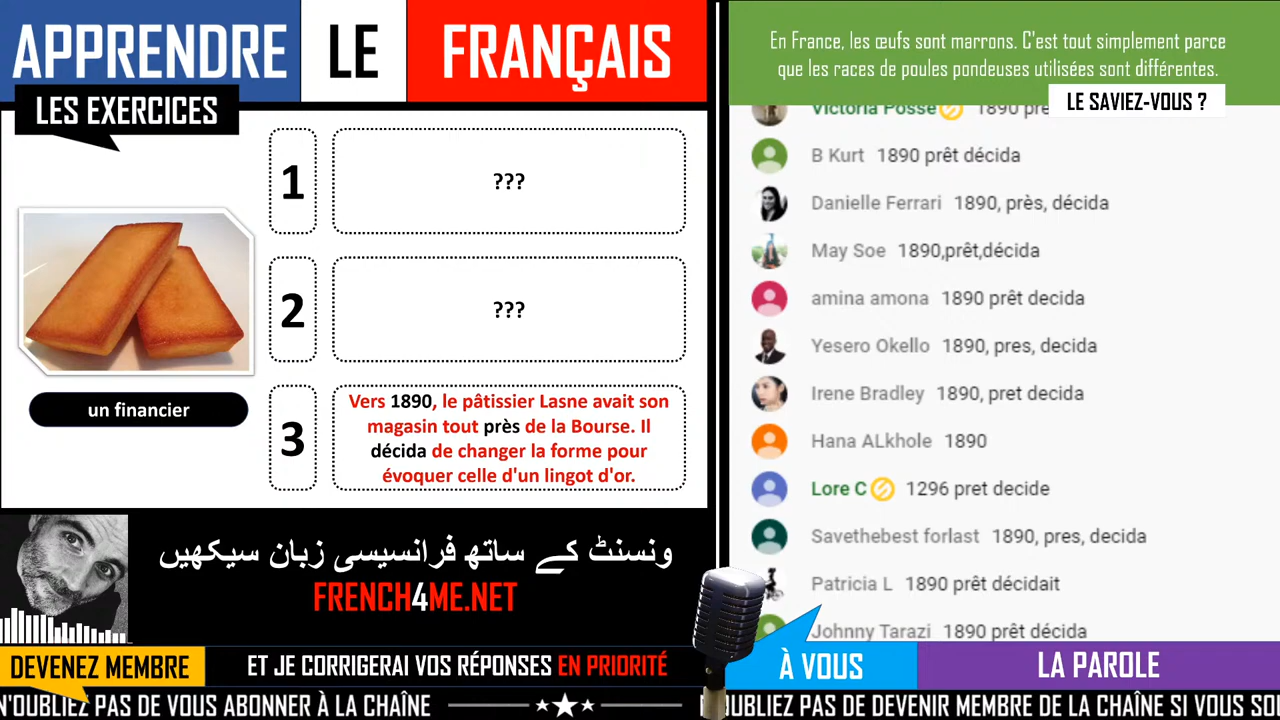 APPRENDRE LE FRANÇAIS
LES EXERCICES
1
???
2
???
un financier
3
Vers 1890, le pâtissier Lasne avait son
magasin tout près de la Bourse. Il
décida de changer la forme pour
évoquer celle d'un lingot d'or.
ونسنٹ کے ساتھ فرانسیسی زبان سیکھیں
FRENCH4ME.NET
DEVENEZ MEMBRE
ET JE CORRIGERAI VOS RÉPONSES EN PRIORITÉ
N'OUBLIEZ PAS DE VOUS ABONNER À LA CHAÎNE
En France, les œufs sont marrons. C'est tout simplement parce
que les races de poules pondeuses utilisées sont différentes.
LE SAVIEZ-VOUS ?
Victoria Posse 1890
B Kurt 1890 prêt décida
Danielle Ferrari 1890, près, décida
May Soe 1890,prêt,décida
amina amona 1890 prêt decida
Yesero Okello 1890, pres, decida
Irene Bradley 1890, pret decida
Hana ALkhole 1890
Lore C 1296 pret decide
Savethebest forlast 1890, pres, decida
Patricia L 1890 prêt décidait
Johnny Tarazi 1890 prêt décida
À VOUS
LA PAROLE
OUBLIEZ PAS DE DEVENIR MEMBRE DE LA CHAÎNE SI VOUS